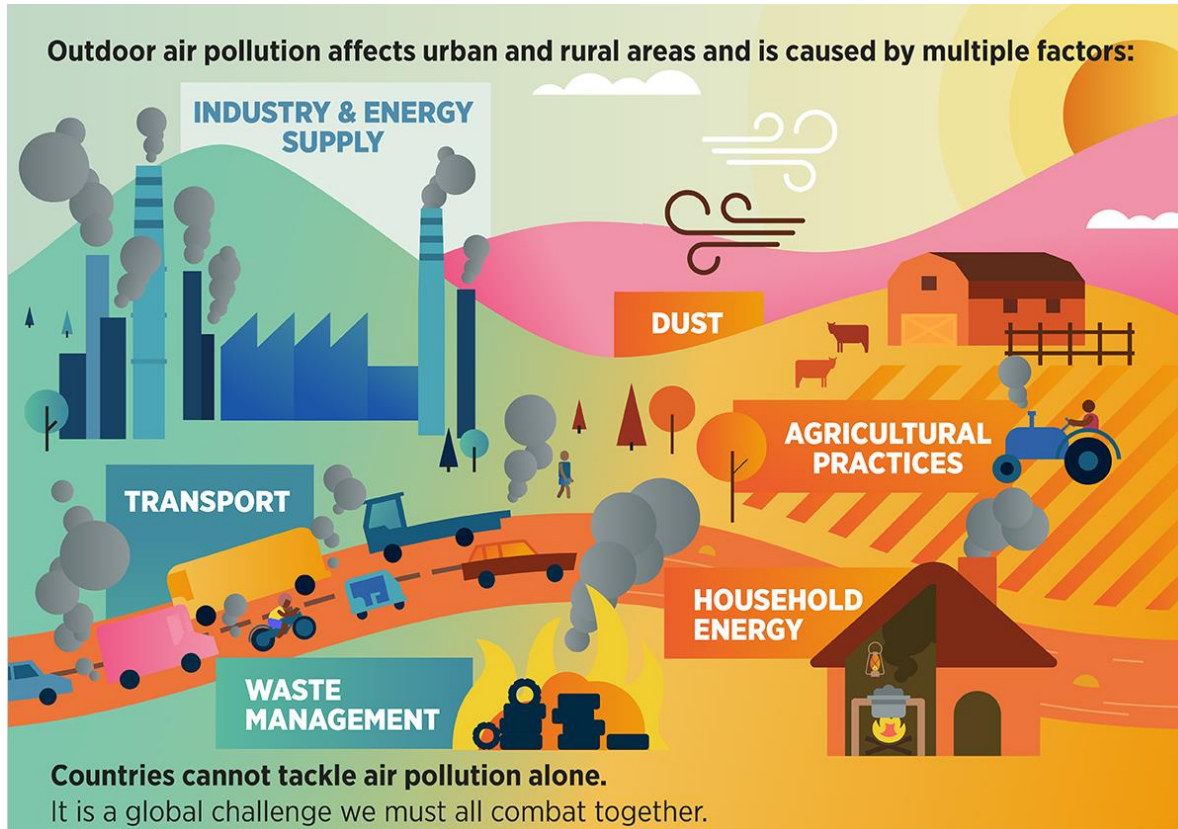 Outdoor air pollution affects urban and rural areas and is caused by multiple factors:
INDUSTRY & ENERGY
SUPPLY
DUST
AGRICULTURAL
PRACTICES
TRANSPORT
HOUSEHOLD
ENERGY
WASTE
MANAGEMENT
Countries cannot tackle air pollution alone.
It is a global challenge we must all combat together.